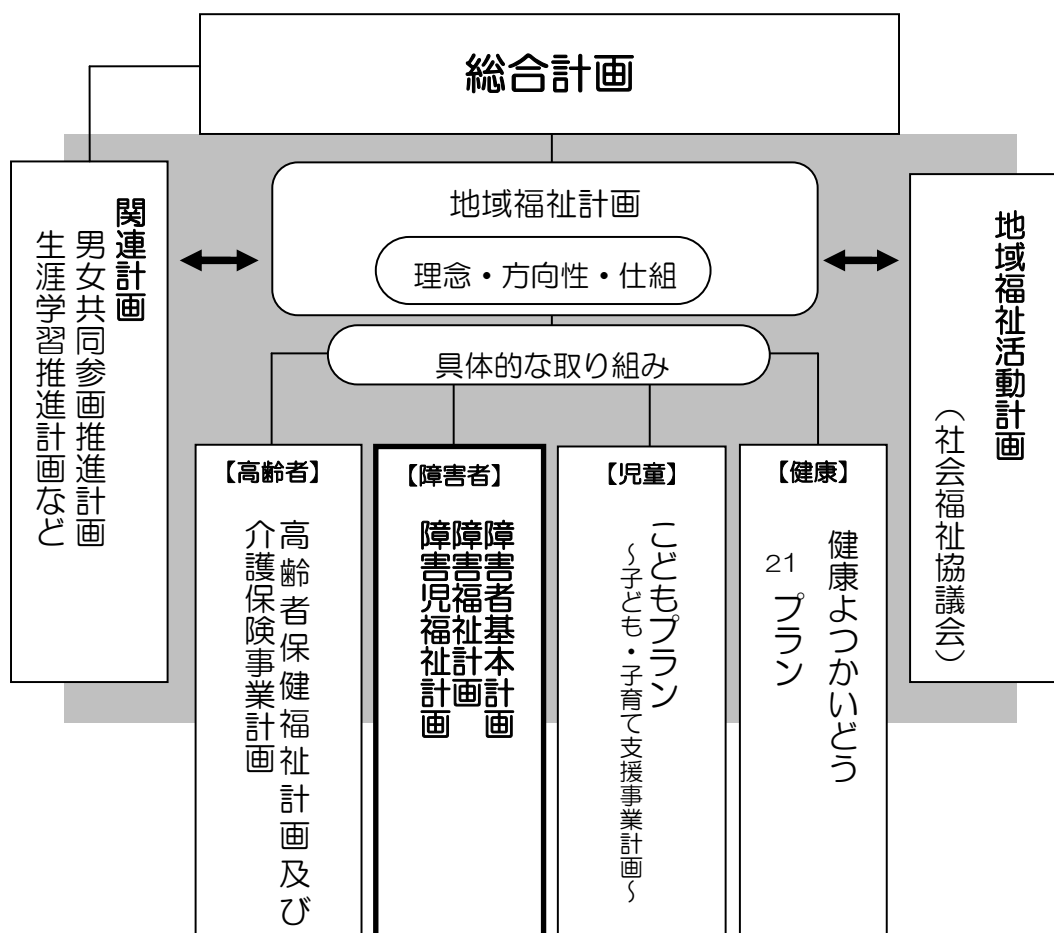 総合計画
地域福祉計画
理念・方向性・仕組
具体的な取り組み
関連計画
男女共同参画推進計画
生涯学習推進計画など
地域福祉活動計画
（社会福祉協議会）
【高齢者】
高齢者保健福祉計画及び
介護保険事業計画
【障害者】
障害者基本計画
障害福祉計画
障害児福祉計画
【児童】
こどもプラン
～子ども・子育て支援事業計画～
【健康】
健康よつかいどう
21プラン